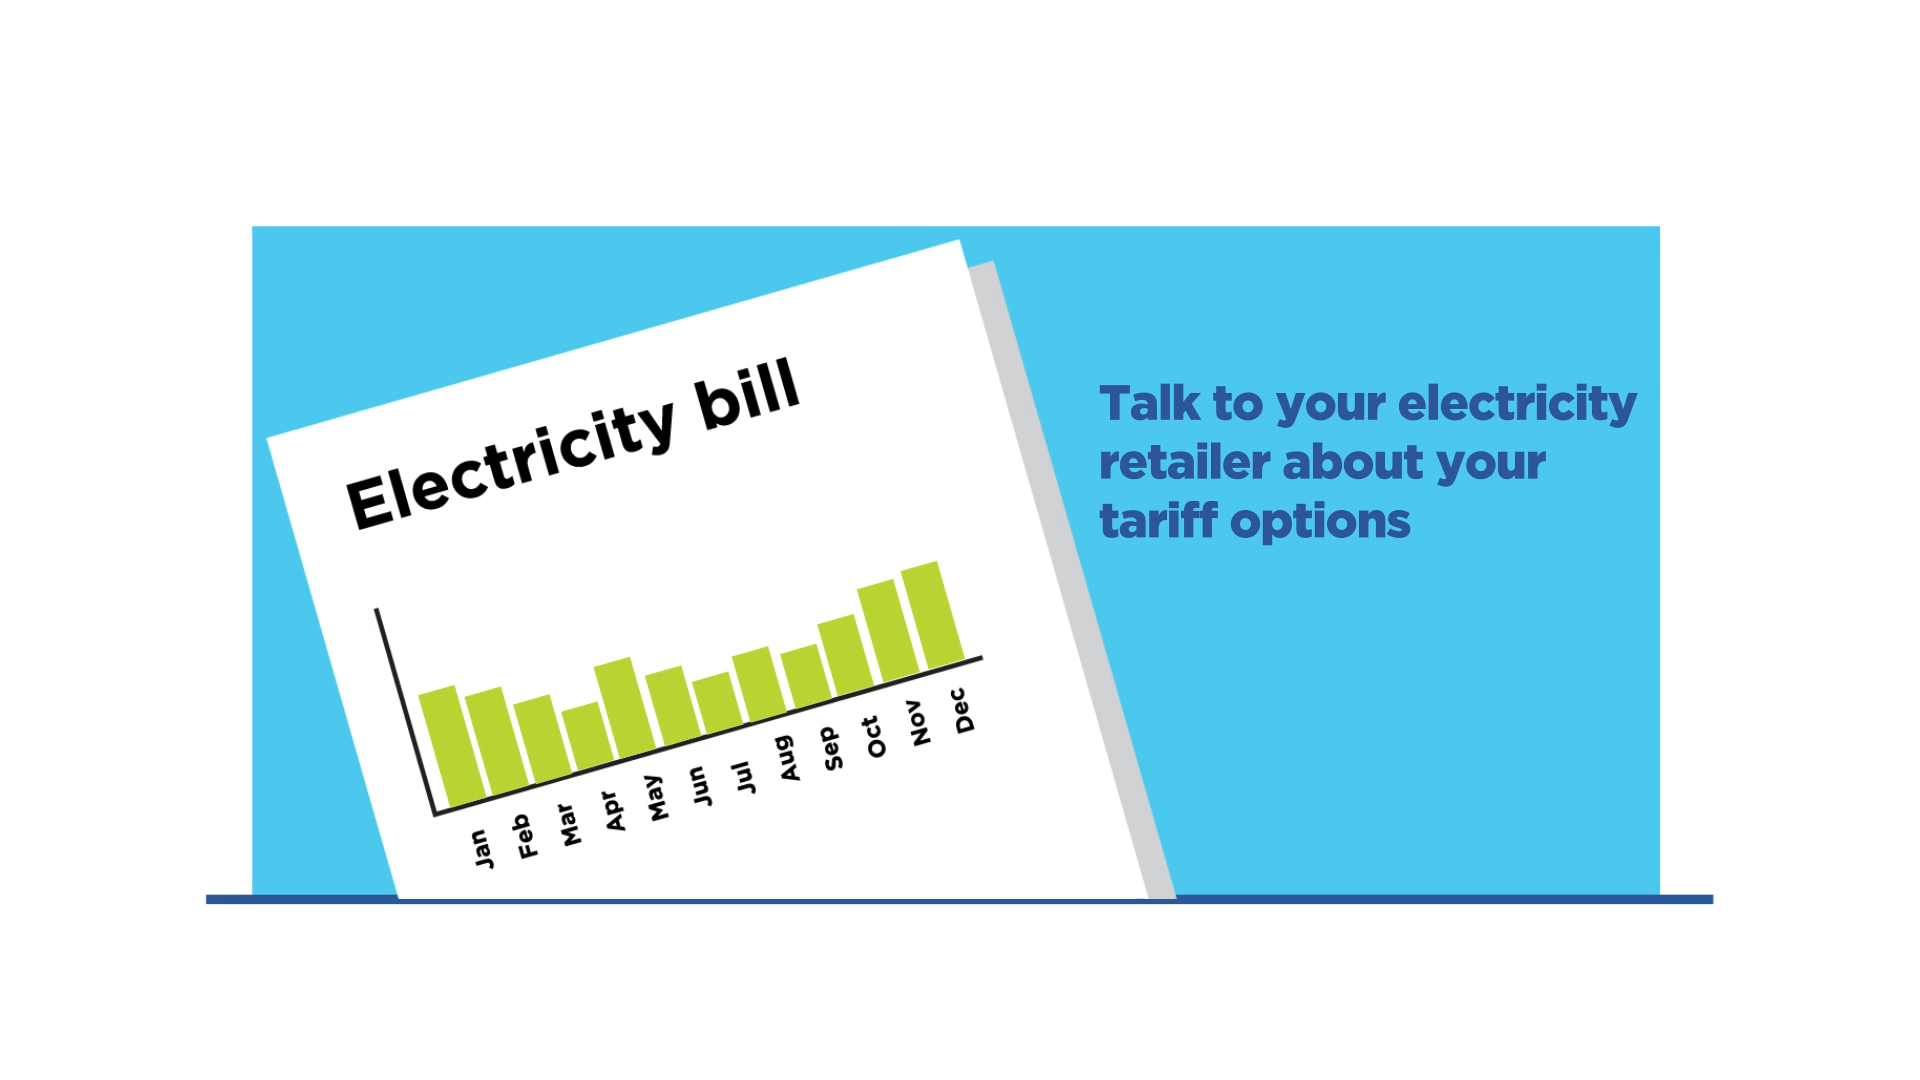 Electricity bill
Jan
Feb
Mar
Apr
May
Jun
Jul
Aug
Sep
Oct
Nov
Dec
Talk to your electricity
retailer about your
tariff options